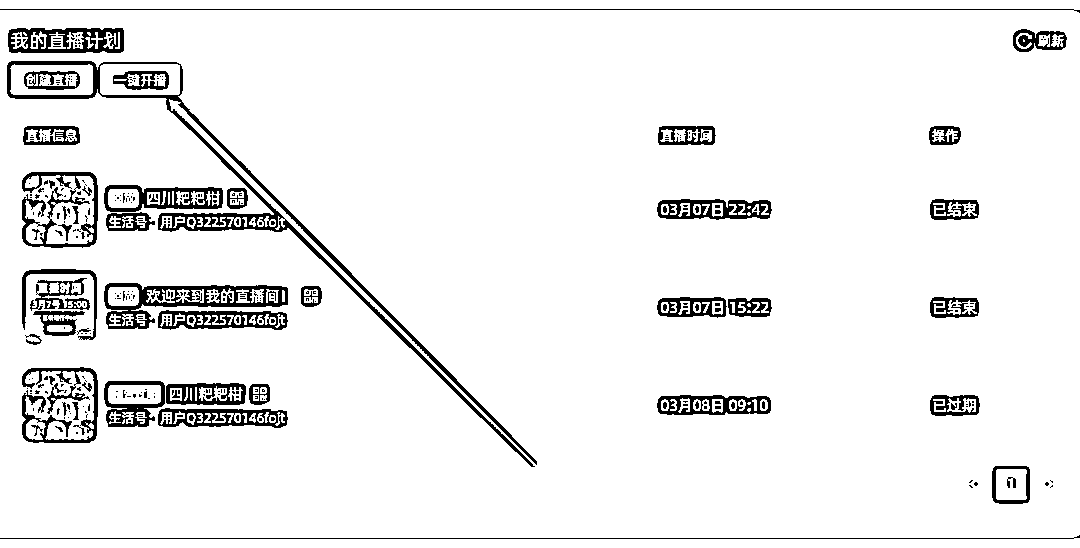 我的直播计划
刷新
创建直播 一键开播
直播信息 直播时间 操作
四川粑粑柑
生活号·用户Q322570146fojt
03月07日 22:42 已结束
直播时间
3月7号 15:00
欢迎来到我的直播间!
生活号·用户Q322570146fojt
03月07日 15:22 已结束
四川粑粑柑
生活号·用户Q322570146fojt
03月08日 09:10 已过期